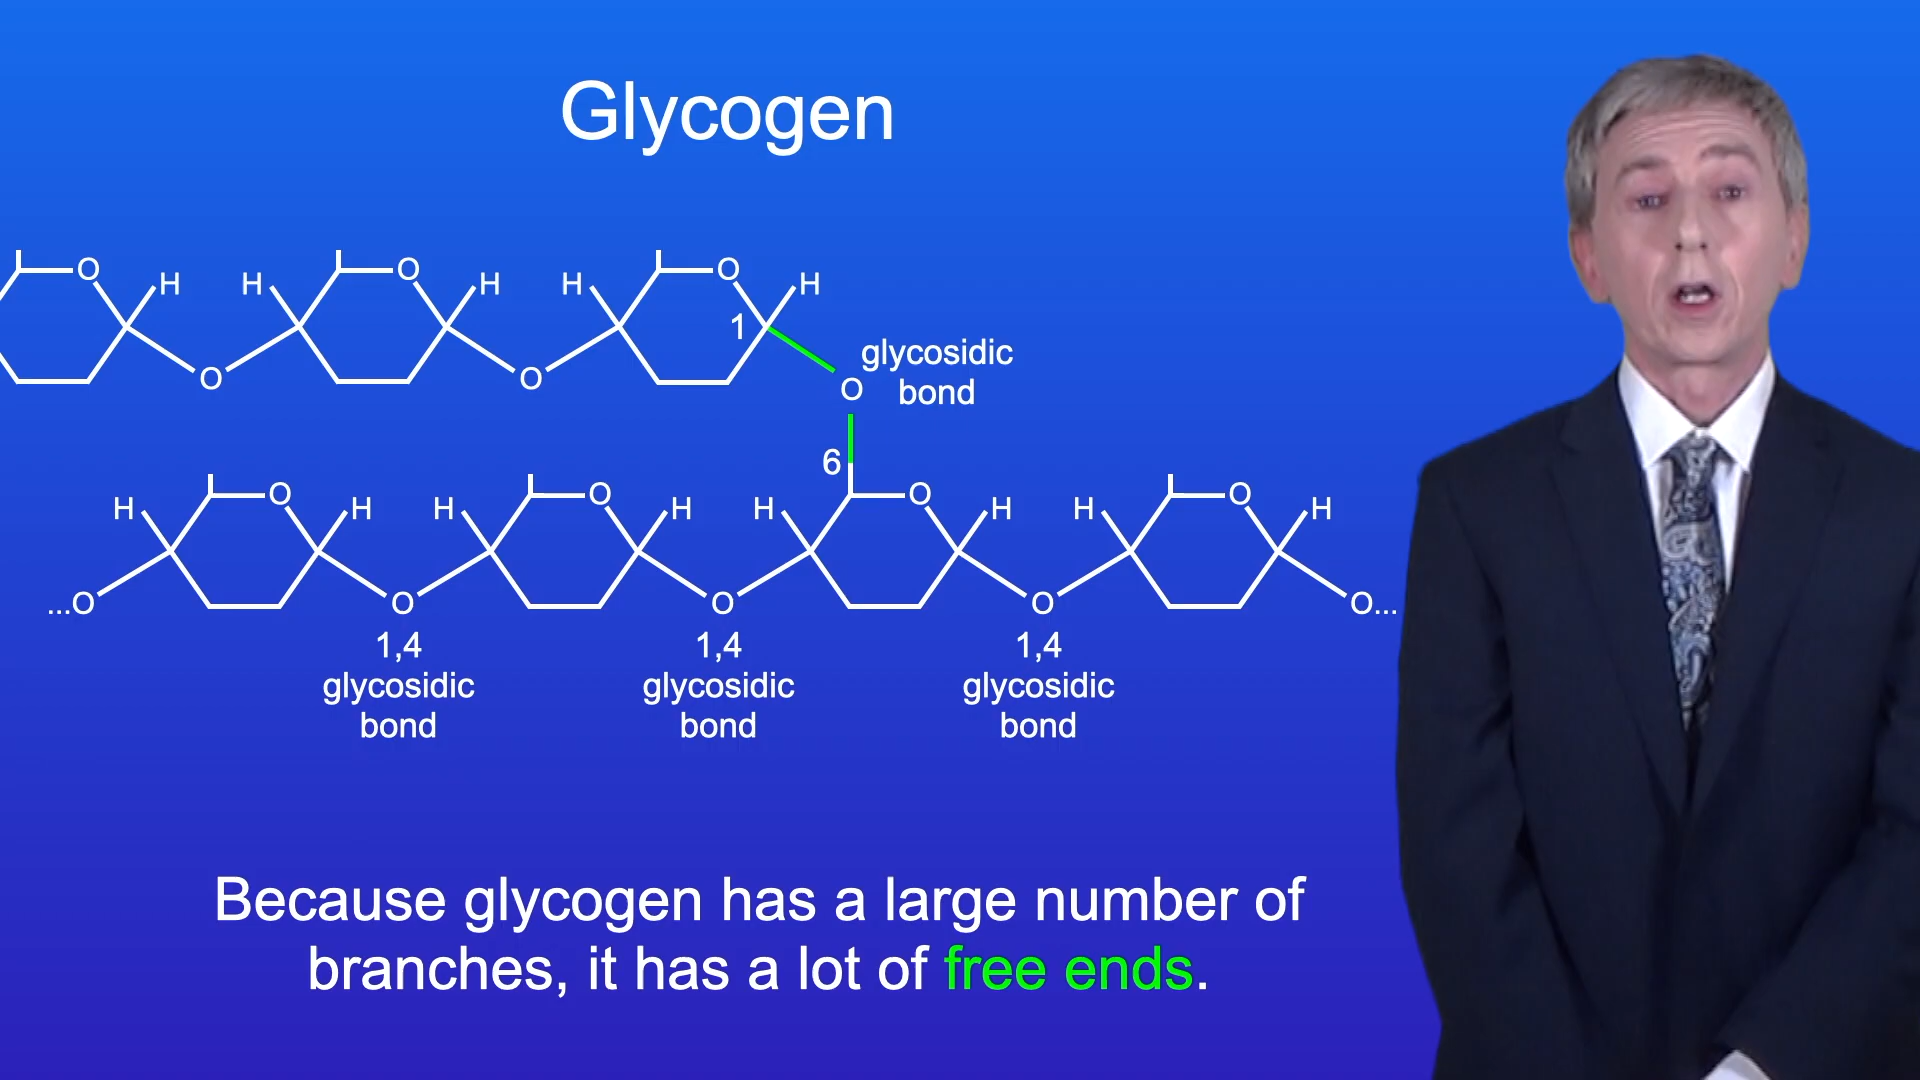 Glycogen
O H H O H H O H
1
O O O
glycosidic
bond
6
H O H H O H H O H H O H
...O O O O O...
1,4 1,4 1,4
glycosidic glycosidic glycosidic
bond bond bond
Because glycogen has a large number of
branches, it has a lot of free ends.